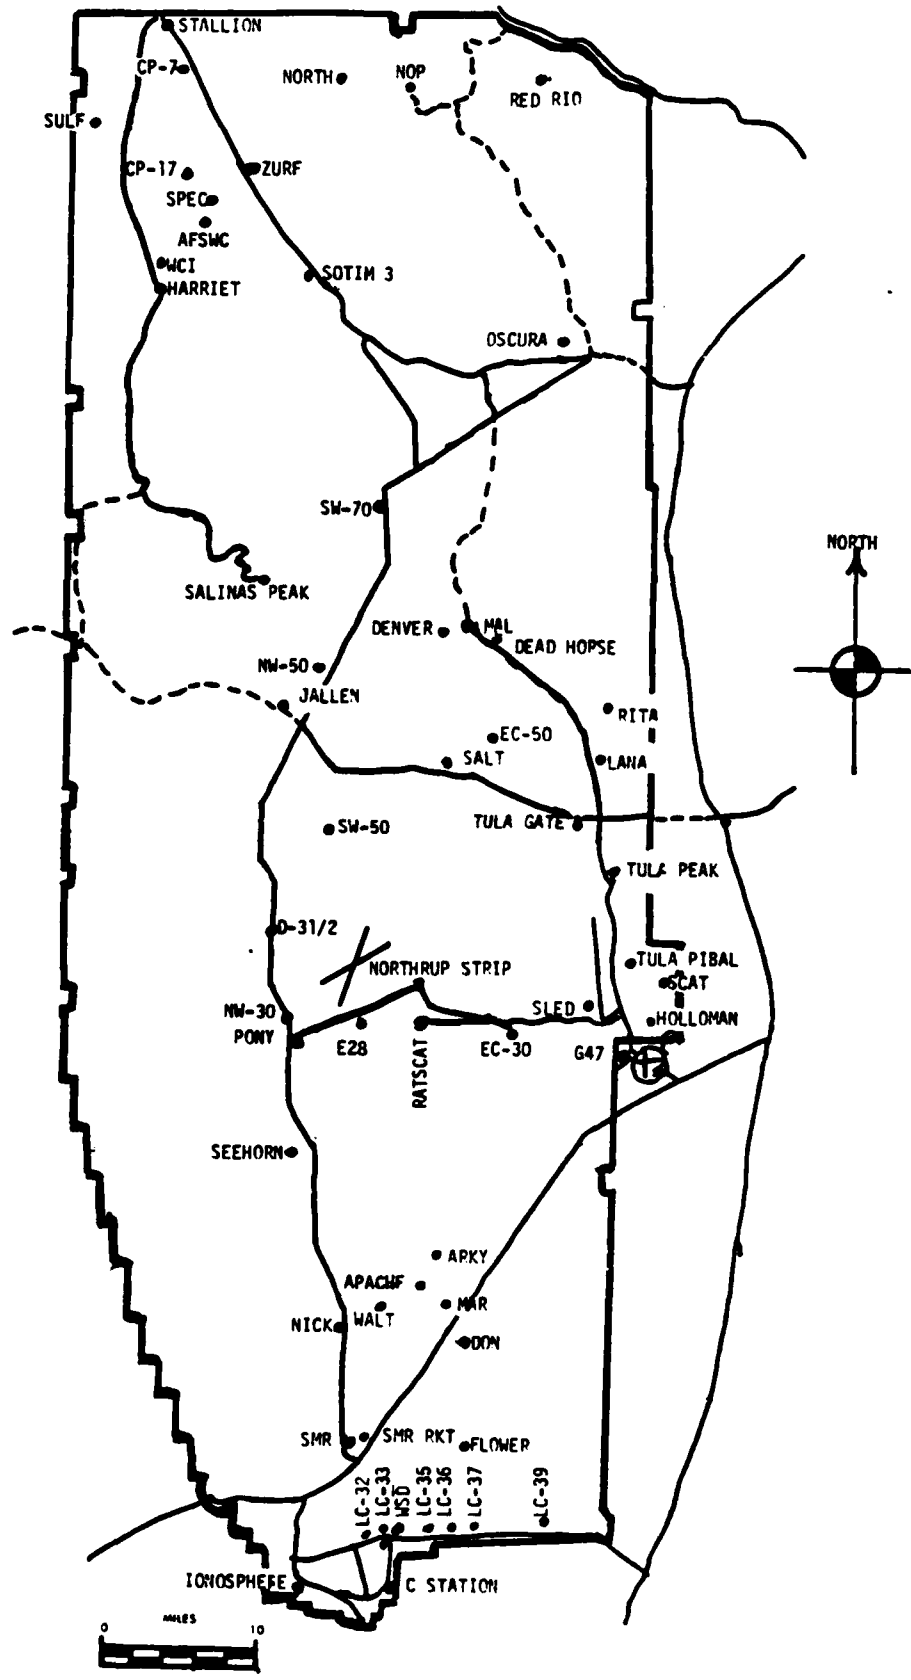 STALLION
CP-7
NORTH
NOP
RED RIO
SULF
CP-17
ZURF
SPEC
AFSWC
WCI
HARRIET
SOTIM 3
OSCURA
SW-70
NORTH
SALINAS PEAK
DENVER
MAL
DEAD HOPSE
NW-50
JALLEN
RITA
EC-50
SALT
LANA
SW-50
TULA GATE
TULA PEAK
D-31/2
NORTHRUP STRIP
TULA PIBAL
SCAT
NW-30
SLED
HOLLOMAN
PONY
E28
RATSCAT
EC-30
G47
SEEHORN
ARKY
APACHF
WALT
MAR
NICK
DON
SMR
SMR RKT
FLOWER
LC-32
LC-33
WSD
LC-35
LC-36
LC-37
LC-39
IONOSPHEFE
C STATION
MILES
0 10